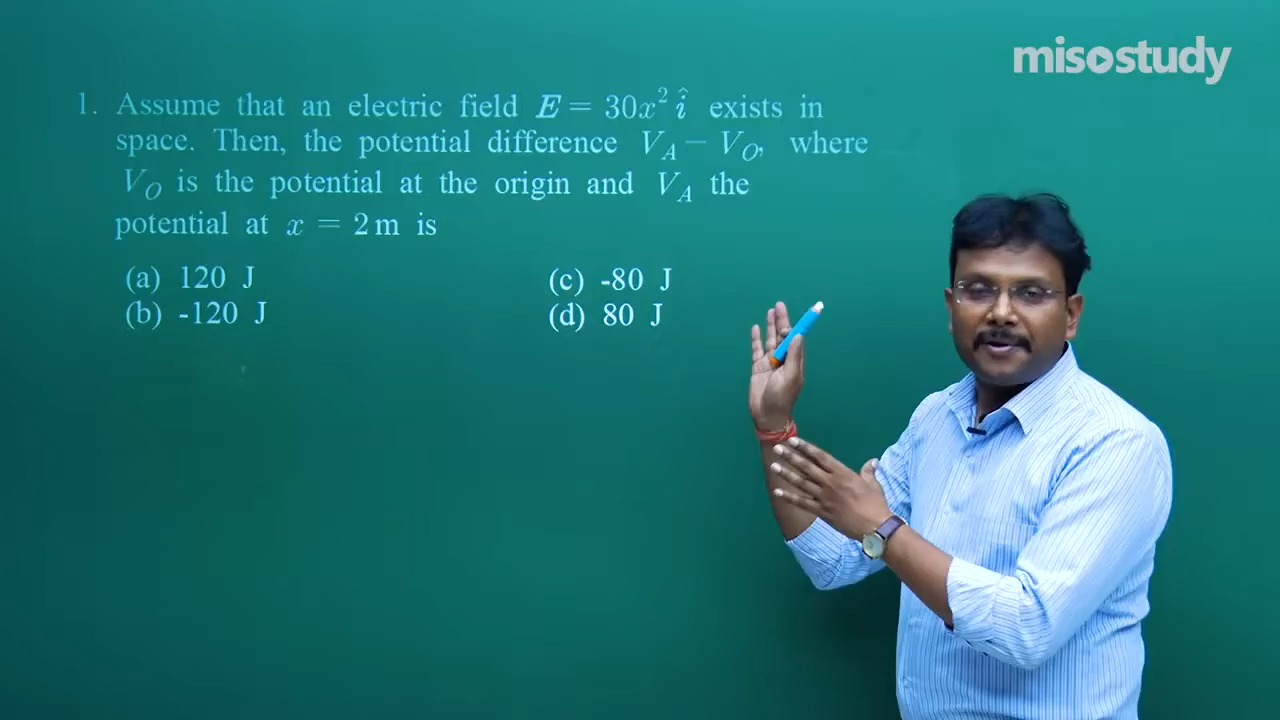 misostudy
1. Assume that an electric field E = 30x² î exists in
space. Then, the potential difference V_A − V_O, where
V_O is the potential at the origin and V_A the
potential at x = 2 m is
(a) 120 J
(c) -80 J
(b) -120 J
(d) 80 J